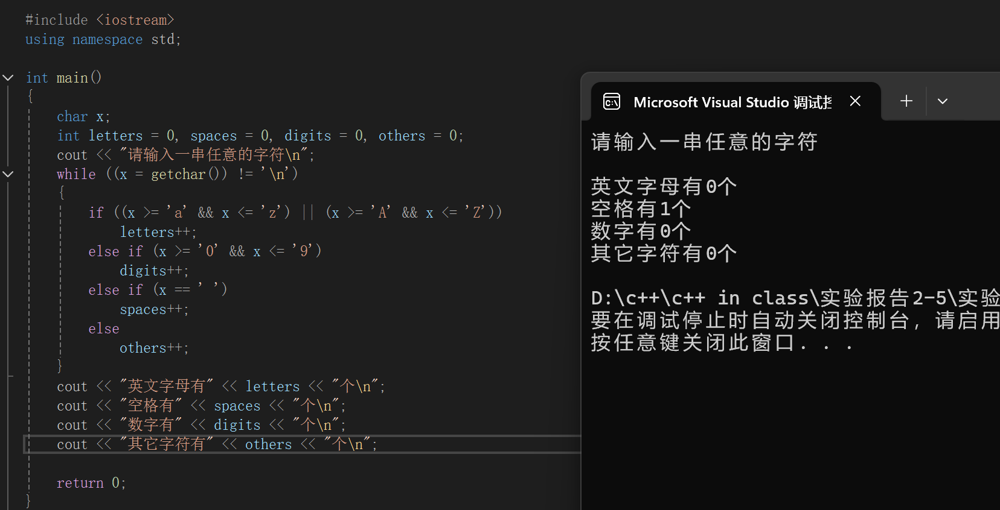 #include <iostream>
using namespace std;
int main()
{
char x;
int letters = 0, spaces = 0, digits = 0, others = 0;
cout << "请输入一串任意的字符\n";
while ((x = getchar()) != '\n')
{
if ((x >= 'a' && x <= 'z') || (x >= 'A' && x <= 'Z'))
letters++;
else if (x >= '0' && x <= '9')
digits++;
else if (x == ' ')
spaces++;
else
others++;
}
cout << "英文字母有" << letters << "个\n";
cout << "空格有" << spaces << "个\n";
cout << "数字有" << digits << "个\n";
cout << "其它字符有" << others << "个\n";
return 0;
}
Microsoft Visual Studio 调试
请输入一串任意的字符
英文字母有0个
空格有1个
数字有0个
其它字符有0个
D:\c++\c++ in class\实验报告2-5\实验
要在调试停止时自动关闭控制台，请启用
按任意键关闭此窗口. . .